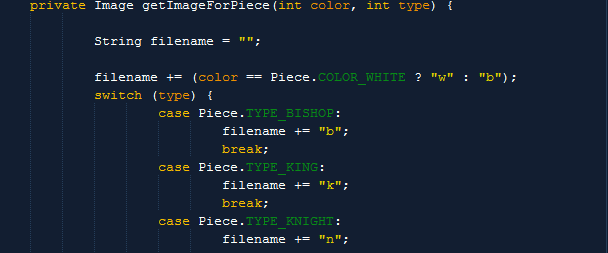 private Image getImageForPiece(int color, int type) {
String filename = "";
filename += (color == Piece.COLOR_WHITE ? "w" : "b");
switch (type) {
case Piece.TYPE_BISHOP:
filename += "b";
break;
case Piece.TYPE_KING:
filename += "k";
break;
case Piece.TYPE_KNIGHT:
filename += "n";